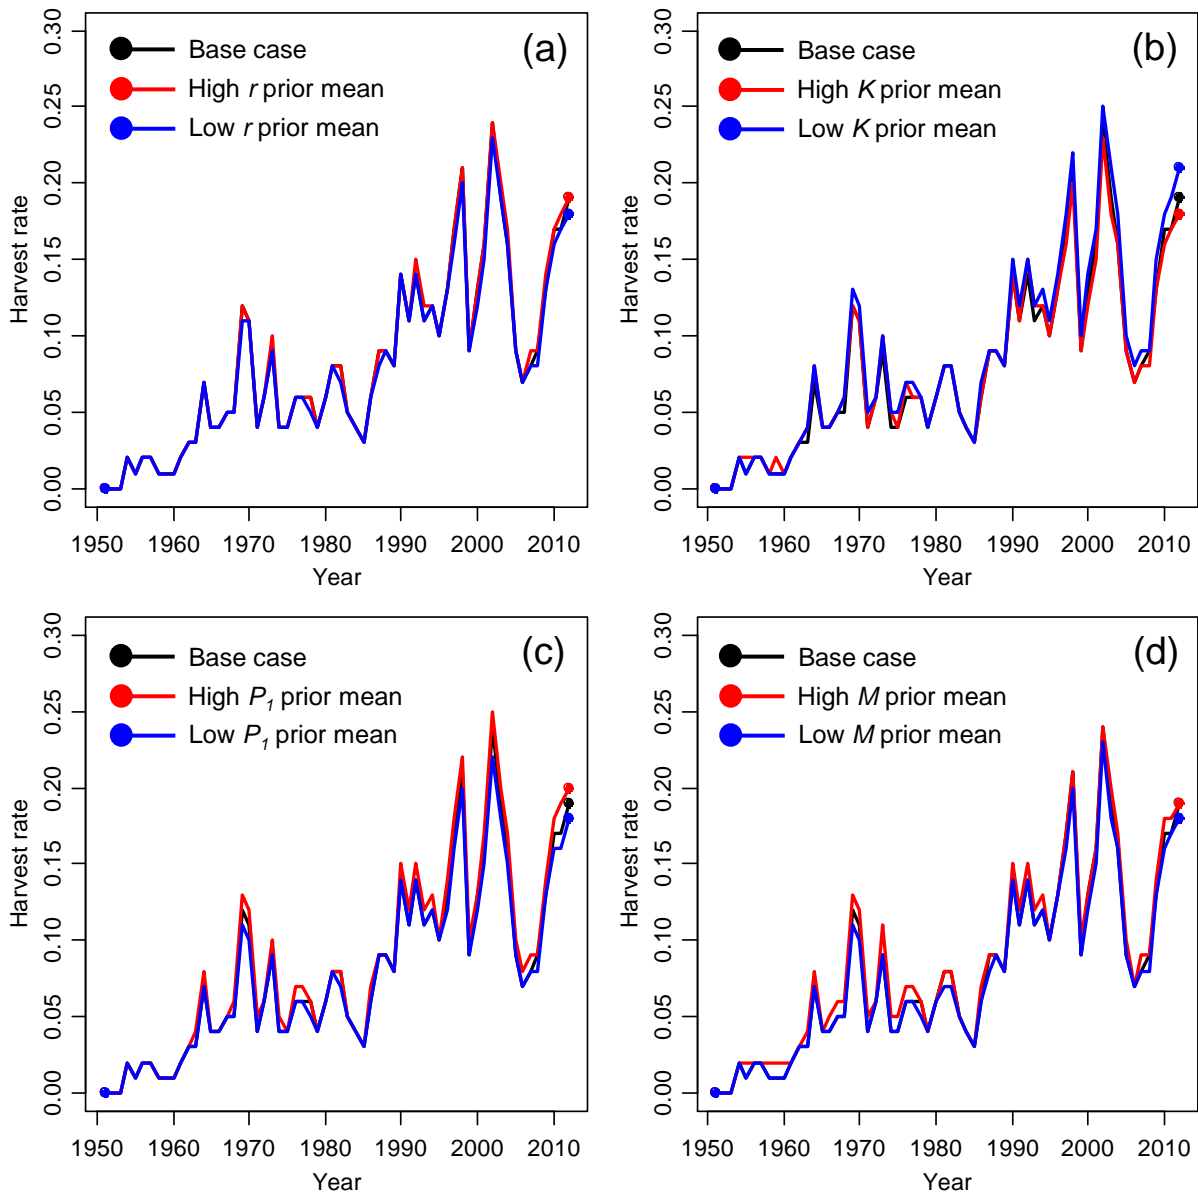 (a)
Base case
High r prior mean
Low r prior mean
0.30
0.25
0.20
0.15
0.10
0.05
0.00
Harvest rate
1950 1960 1970 1980 1990 2000 2010
Year
(b)
Base case
High K prior mean
Low K prior mean
0.30
0.25
0.20
0.15
0.10
0.05
0.00
Harvest rate
1950 1960 1970 1980 1990 2000 2010
Year
(c)
Base case
High P1 prior mean
Low P1 prior mean
0.30
0.25
0.20
0.15
0.10
0.05
0.00
Harvest rate
1950 1960 1970 1980 1990 2000 2010
Year
(d)
Base case
High M prior mean
Low M prior mean
0.30
0.25
0.20
0.15
0.10
0.05
0.00
Harvest rate
1950 1960 1970 1980 1990 2000 2010
Year